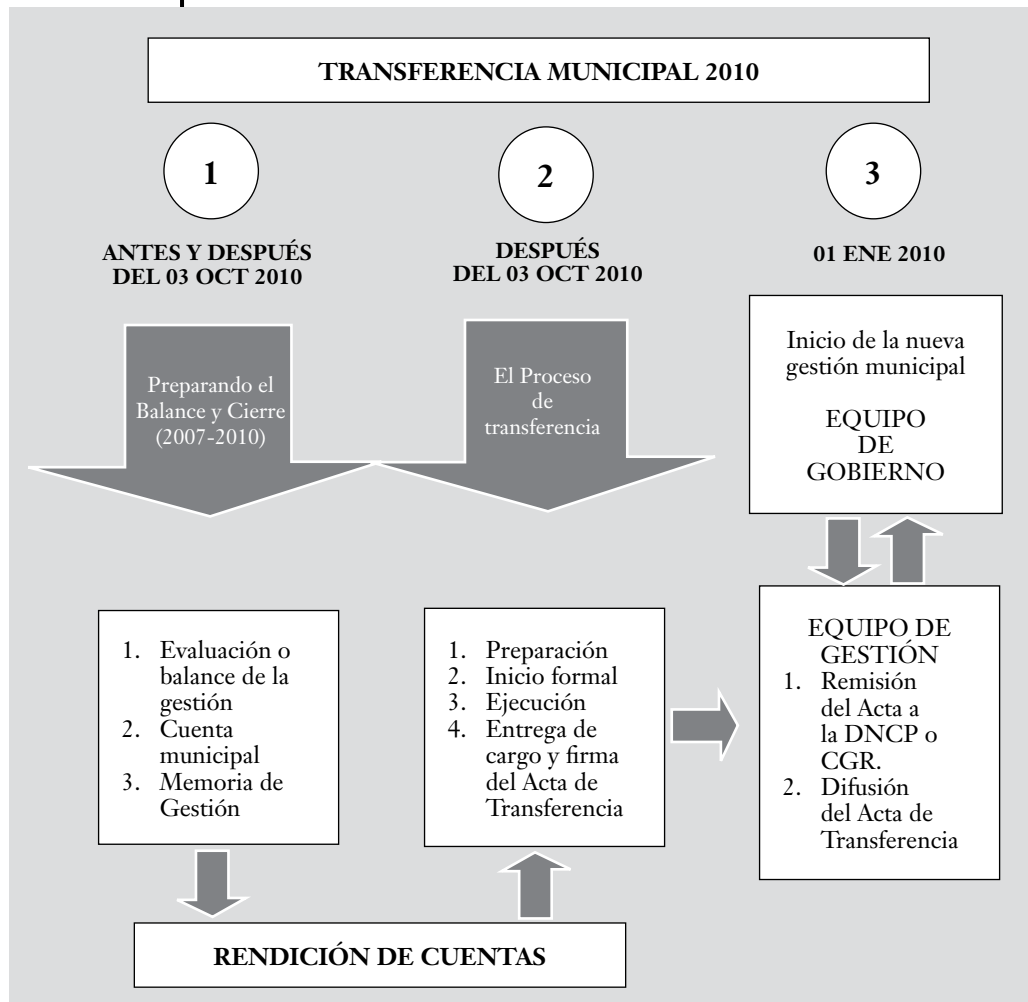 TRANSFERENCIA MUNICIPAL 2010
1
ANTES Y DESPUÉS
DEL 03 OCT 2010
Preparando el
Balance y Cierre
(2007-2010)
1. Evaluación o
balance de la
gestión
2. Cuenta
municipal
3. Memoria de
Gestión
2
DESPUÉS
DEL 03 OCT 2010
El Proceso
de
transferencia
1. Preparación
2. Inicio formal
3. Ejecución
4. Entrega de
cargo y firma
del Acta de
Transferencia
3
01 ENE 2010
Inicio de la nueva
gestión municipal
EQUIPO
DE
GOBIERNO
EQUIPO DE
GESTIÓN
1. Remisión
del Acta a
la DNCP o
CGR.
2. Difusión
del Acta de
Transferencia
RENDICIÓN DE CUENTAS